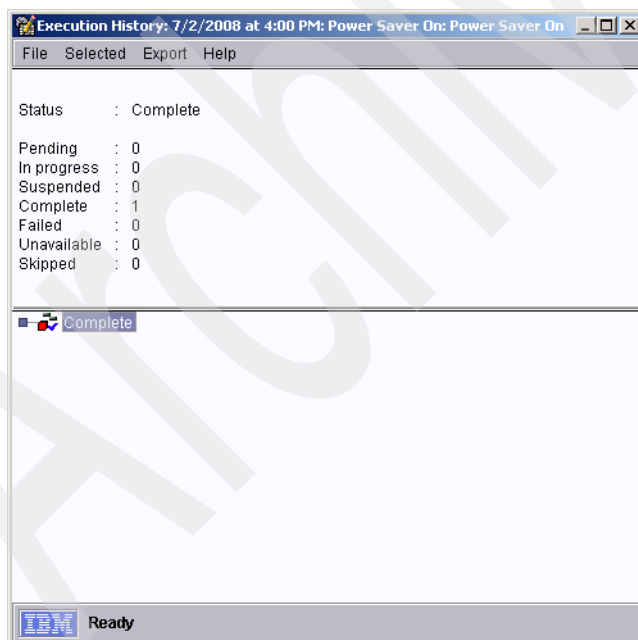 Execution History: 7/2/2008 at 4:00 PM: Power Saver On: Power Saver On
File Selected Export Help
Status : Complete
Pending : 0
In progress : 0
Suspended : 0
Complete : 1
Failed : 0
Unavailable : 0
Skipped : 0
Complete
IBM Ready